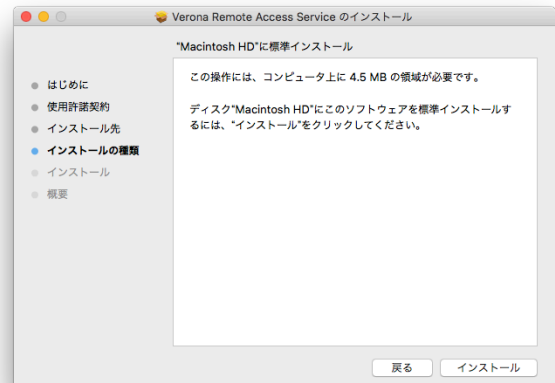 Verona Remote Access Service のインストール
"Macintosh HD"に標準インストール
はじめに
使用許諾契約
インストール先
インストールの種類
インストール
概要
この操作には、コンピュータ上に 4.5 MB の領域が必要です。
ディスク"Macintosh HD"にこのソフトウェアを標準インストールす
るには、"インストール"をクリックしてください。
戻る
インストール